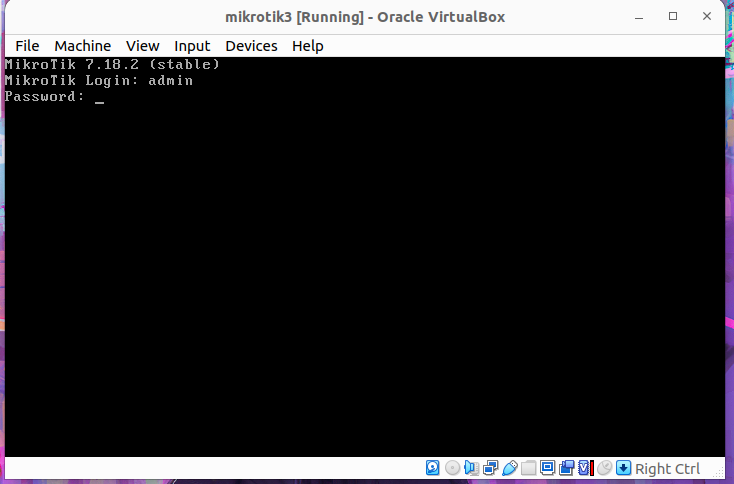 mikrotik3 [Running] - Oracle VirtualBox
File Machine View Input Devices Help
MikroTik 7.18.2 (stable)
MikroTik Login: admin
Password: _
Right Ctrl